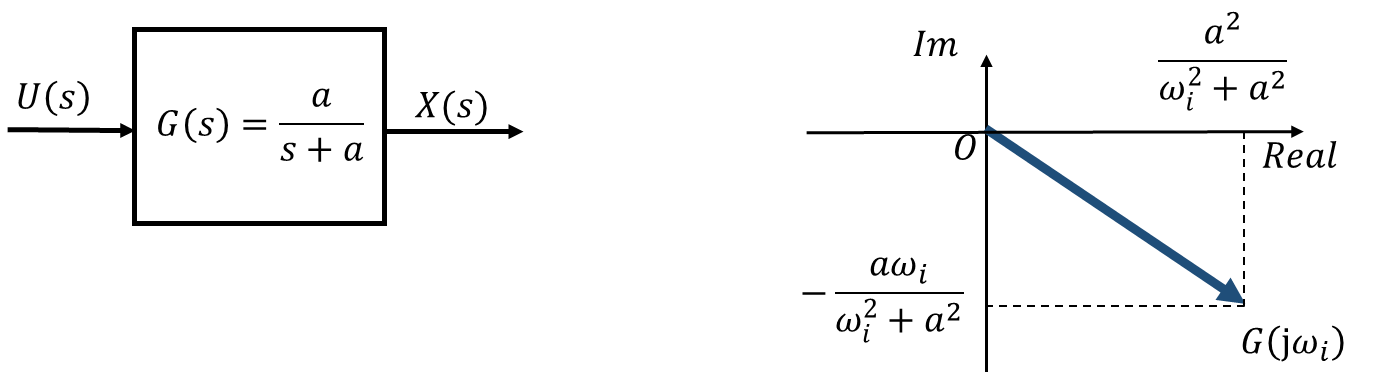 U(s)
G(s) = a / (s + a)
X(s)
Im
a² / (ω_i² + a²)
O
Real
− aω_i / (ω_i² + a²)
G(jω_i)